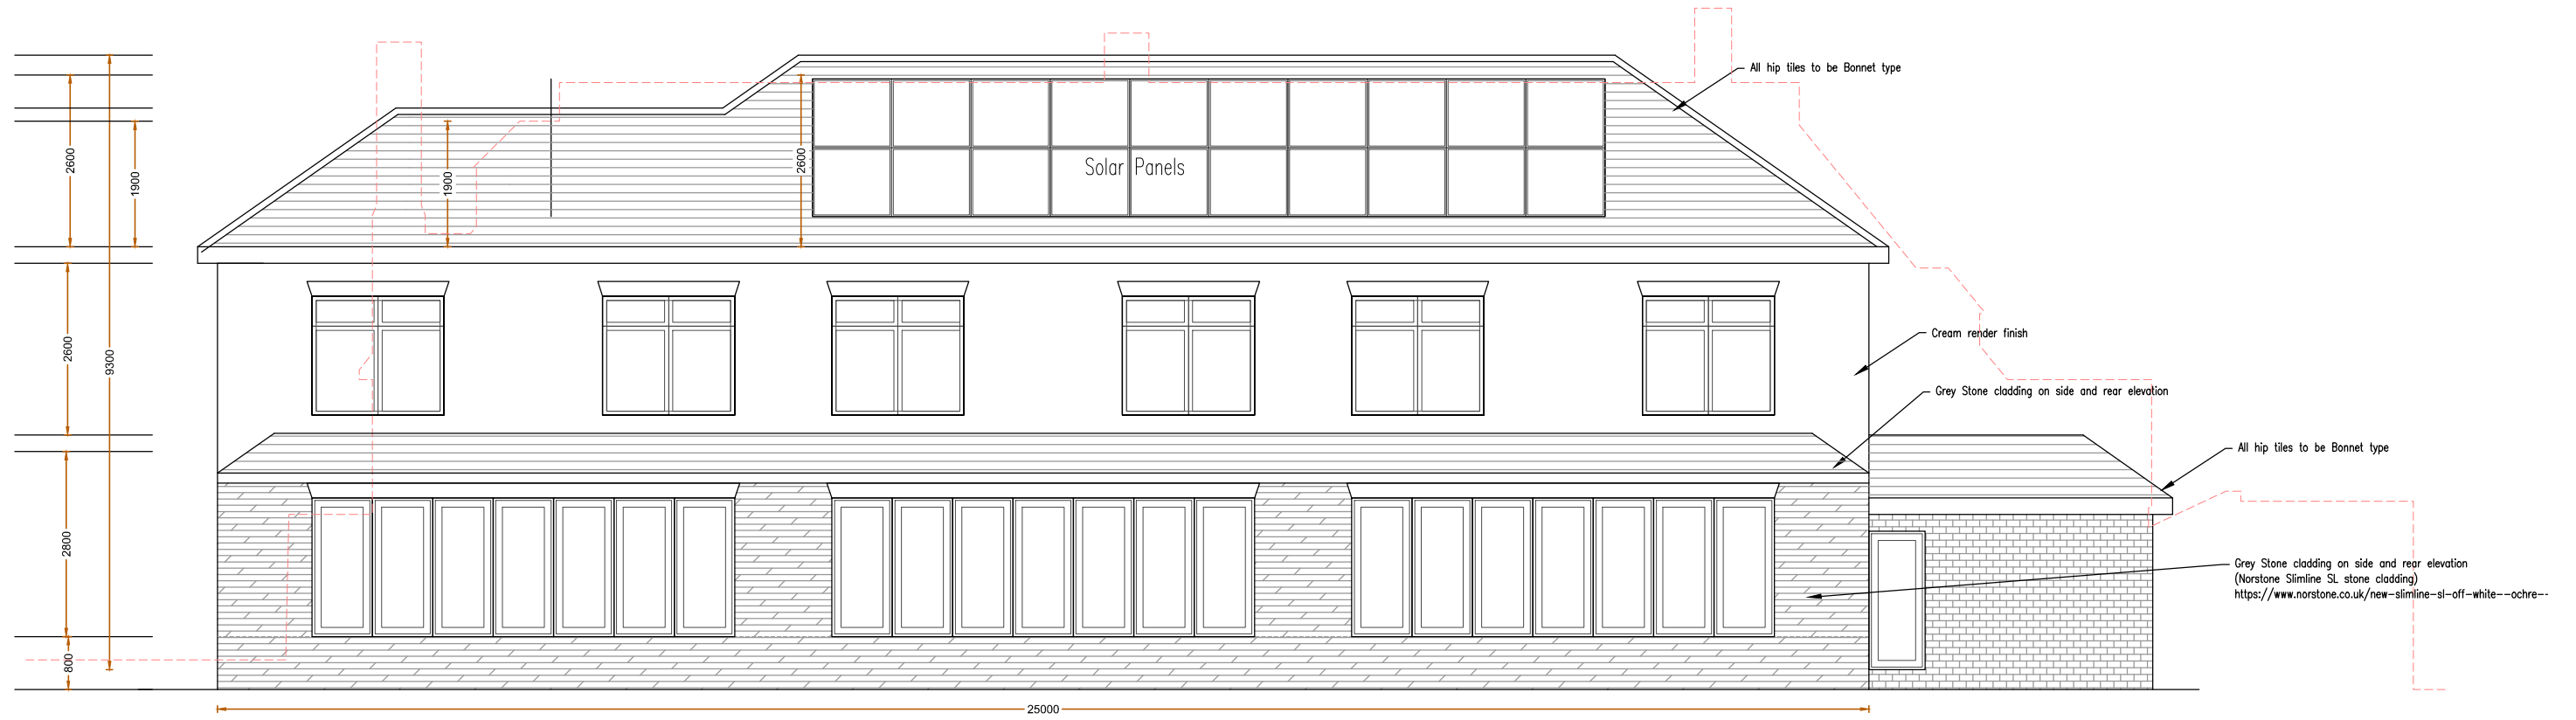 All hip tiles to be Bonnet type
2600
1900
1900
2600
Solar Panels
Cream render finish
2600
9300
Grey Stone cladding on side and rear elevation
All hip tiles to be Bonnet type
2800
Grey Stone cladding on side and rear elevation
(Norstone Slimline SL stone cladding)
https://www.norstone.co.uk/new-slimline-sl-off-white--ochre--
800
25000